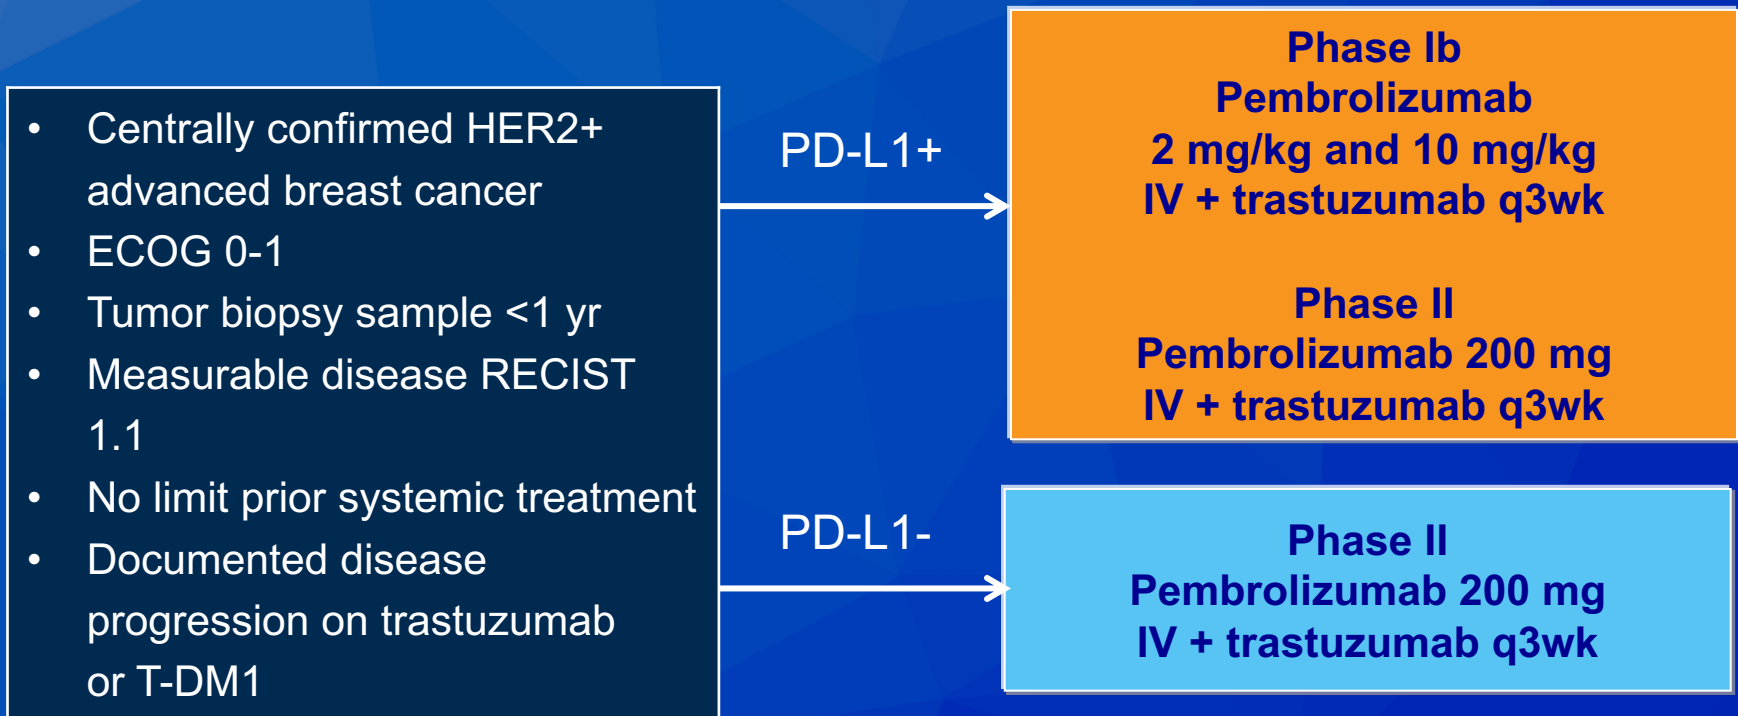 • Centrally confirmed HER2+
advanced breast cancer
• ECOG 0-1
• Tumor biopsy sample <1 yr
• Measurable disease RECIST
1.1
• No limit prior systemic treatment
• Documented disease
progression on trastuzumab
or T-DM1
PD-L1+
Phase Ib
Pembrolizumab
2 mg/kg and 10 mg/kg
IV + trastuzumab q3wk
Phase II
Pembrolizumab 200 mg
IV + trastuzumab q3wk
PD-L1-
Phase II
Pembrolizumab 200 mg
IV + trastuzumab q3wk